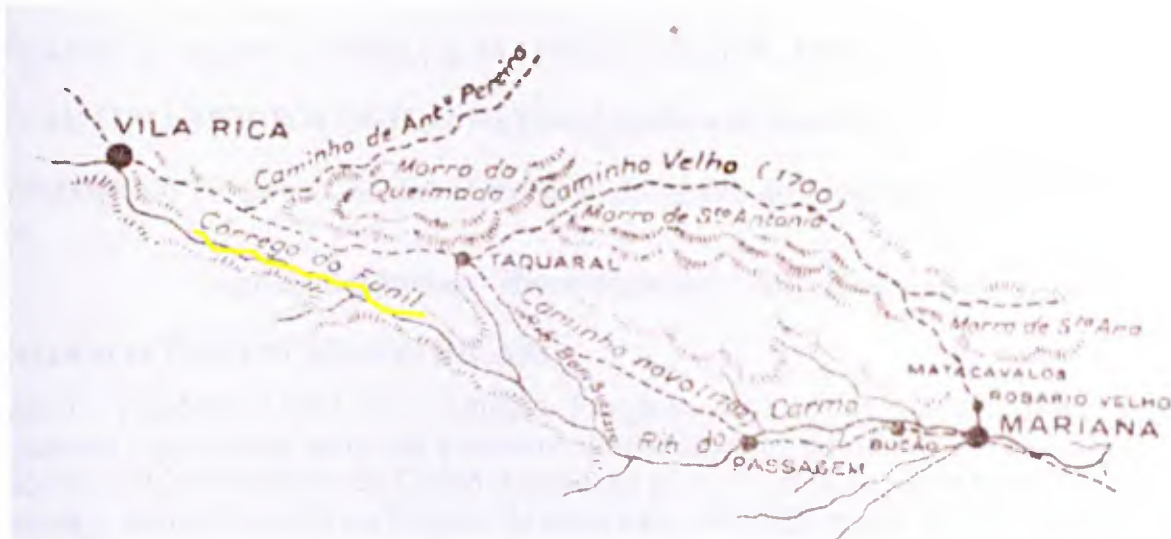 VILA RICA
Caminho de Antº Pereira
Morro da
Queimada
Caminho Velho (1700)
Morro de Stº Antonio
Corrego do Funil
TAQUARAL
Caminho novo
Morro de Stª Ana
MATACAVALOS
ROSARIO VELHO
Rib. do Carmo
BUCÃO
MARIANA
PASSAGEM